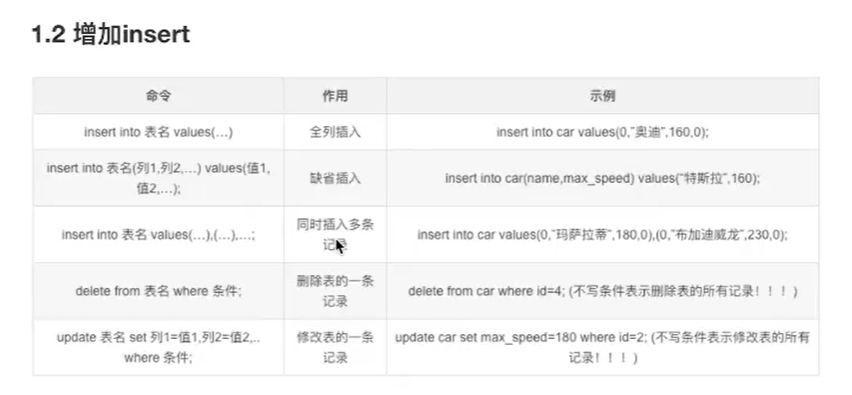 1.2 增加insert
命令 作用 示例
insert into 表名 values(…) 全列插入 insert into car values(0,"奥迪",160,0);
insert into 表名(列1,列2,…) values(值1,
值2,…);
缺省插入
insert into car(name,max_speed) values("特斯拉",160);
insert into 表名 values(…),(…),…;
同时插入多条
记录
insert into car values(0,"玛萨拉蒂",180,0),(0,"布加迪威龙",230,0);
delete from 表名 where 条件;
删除表的一条
记录
delete from car where id=4; (不写条件表示删除表的所有记录！！！)
update 表名 set 列1=值1,列2=值2,..
where 条件;
修改表的一条
记录
update car set max_speed=180 where id=2; (不写条件表示修改表的所有
记录！！！)